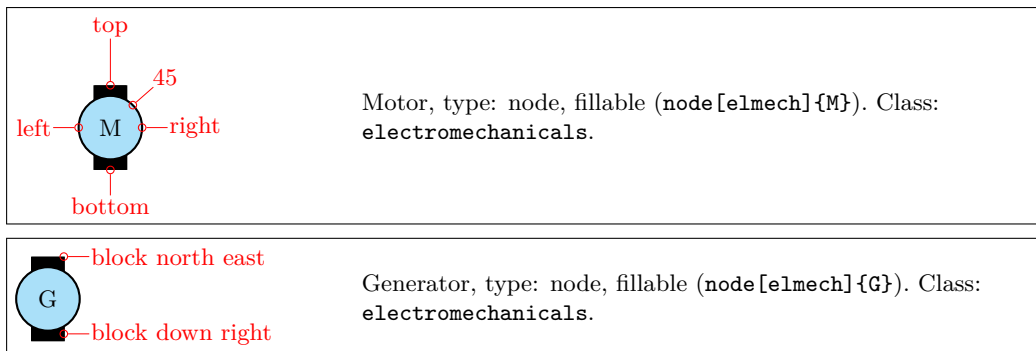 top
45
left
M
right
bottom
Motor, type: node, fillable (node[elmech]{M}). Class:
electromechanicals.
block north east
G
block down right
Generator, type: node, fillable (node[elmech]{G}). Class:
electromechanicals.